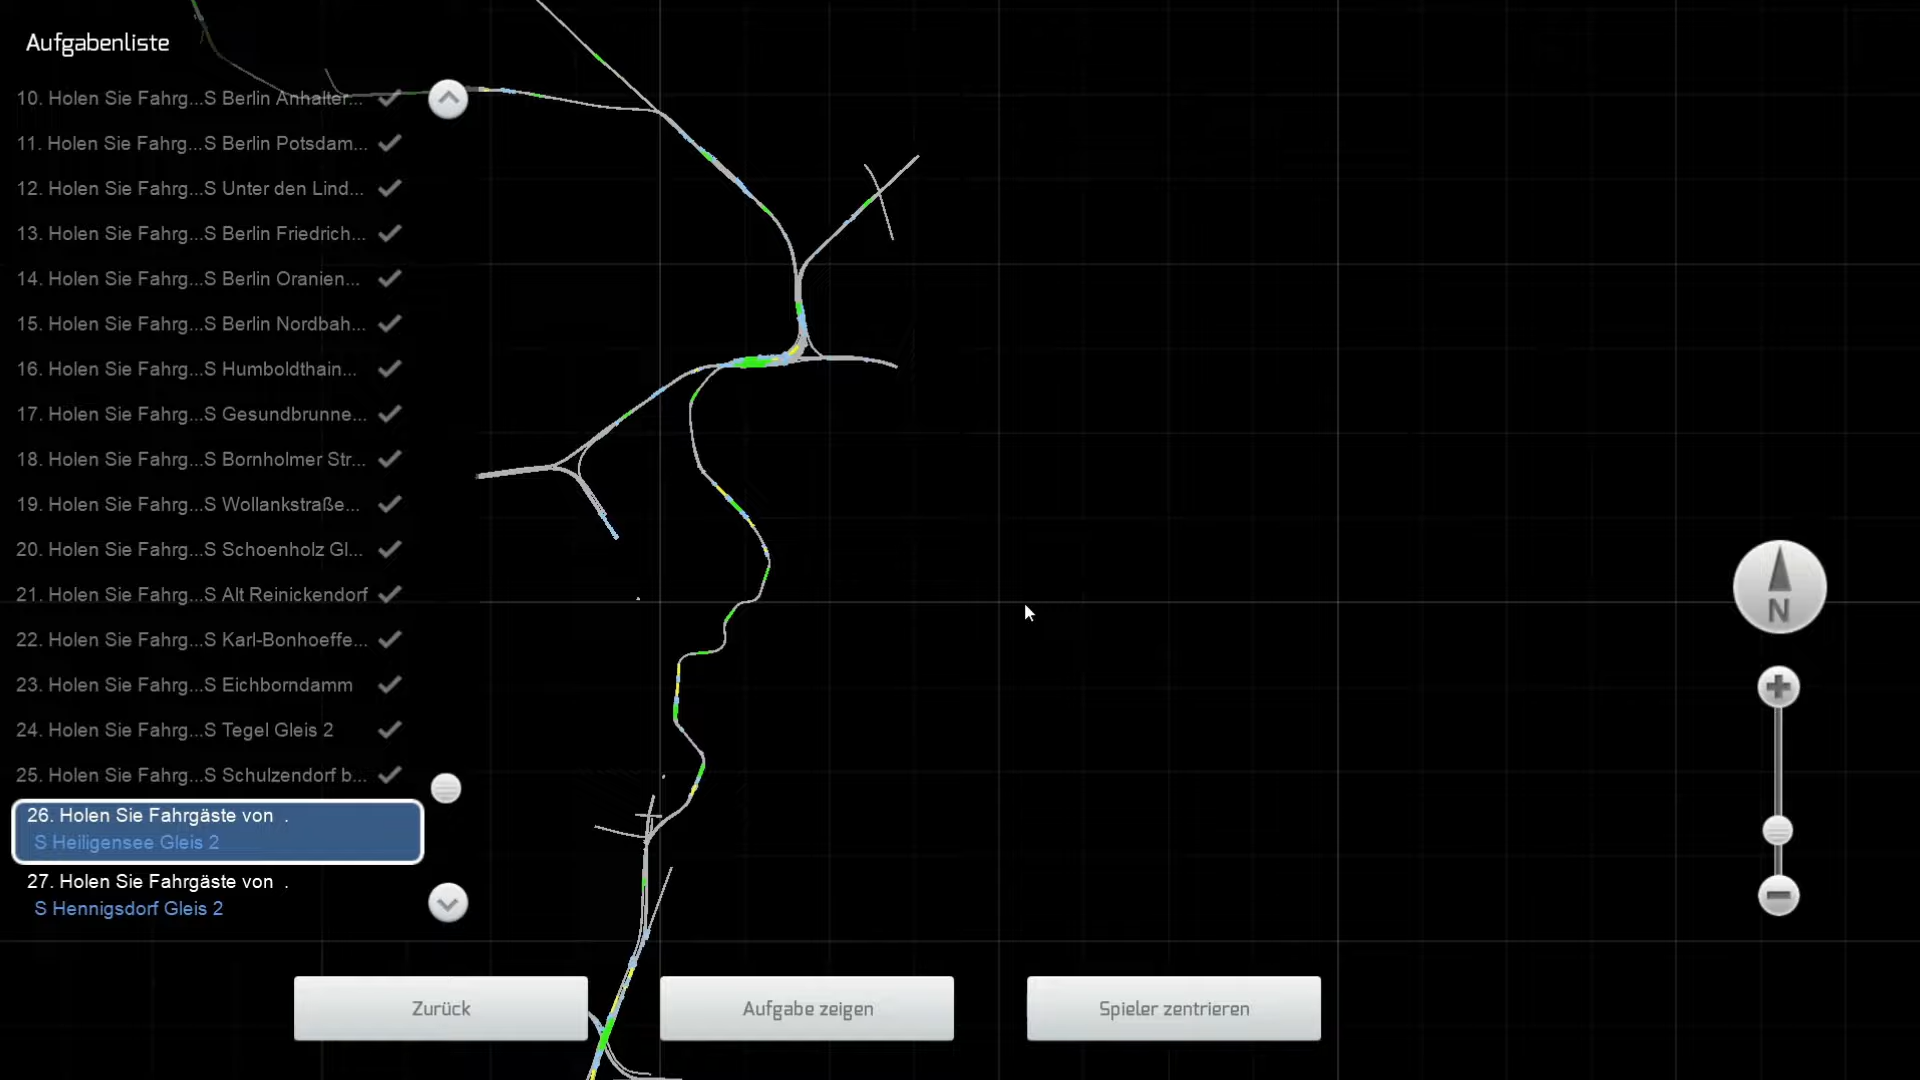 Aufgabenliste
10. Holen Sie Fahrg...S Berlin Anhalter...
11. Holen Sie Fahrg...S Berlin Potsdam...
12. Holen Sie Fahrg...S Unter den Lind...
13. Holen Sie Fahrg...S Berlin Friedrich...
14. Holen Sie Fahrg...S Berlin Oranien...
15. Holen Sie Fahrg...S Berlin Nordbah...
16. Holen Sie Fahrg...S Humboldthain...
17. Holen Sie Fahrg...S Gesundbrunne...
18. Holen Sie Fahrg...S Bornholmer Str...
19. Holen Sie Fahrg...S Wollankstraße...
20. Holen Sie Fahrg...S Schoenholz Gl...
21. Holen Sie Fahrg...S Alt Reinickendorf
22. Holen Sie Fahrg...S Karl-Bonhoeffe...
23. Holen Sie Fahrg...S Eichborndamm
24. Holen Sie Fahrg...S Tegel Gleis 2
25. Holen Sie Fahrg...S Schulzendorf b...
26. Holen Sie Fahrgäste von .
S Heiligensee Gleis 2
27. Holen Sie Fahrgäste von .
S Hennigsdorf Gleis 2
N
Zurück
Aufgabe zeigen
Spieler zentrieren